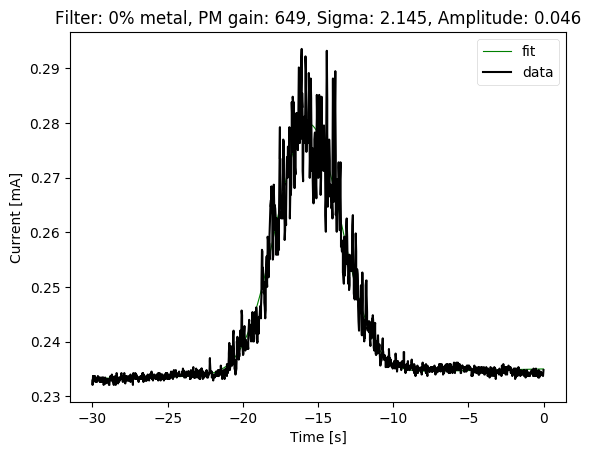 Filter: 0% metal, PM gain: 649, Sigma: 2.145, Amplitude: 0.046
fit
data
0.29
0.28
0.27
0.26
0.25
0.24
0.23
Current [mA]
−30
−25
−20
−15
−10
−5
0
Time [s]